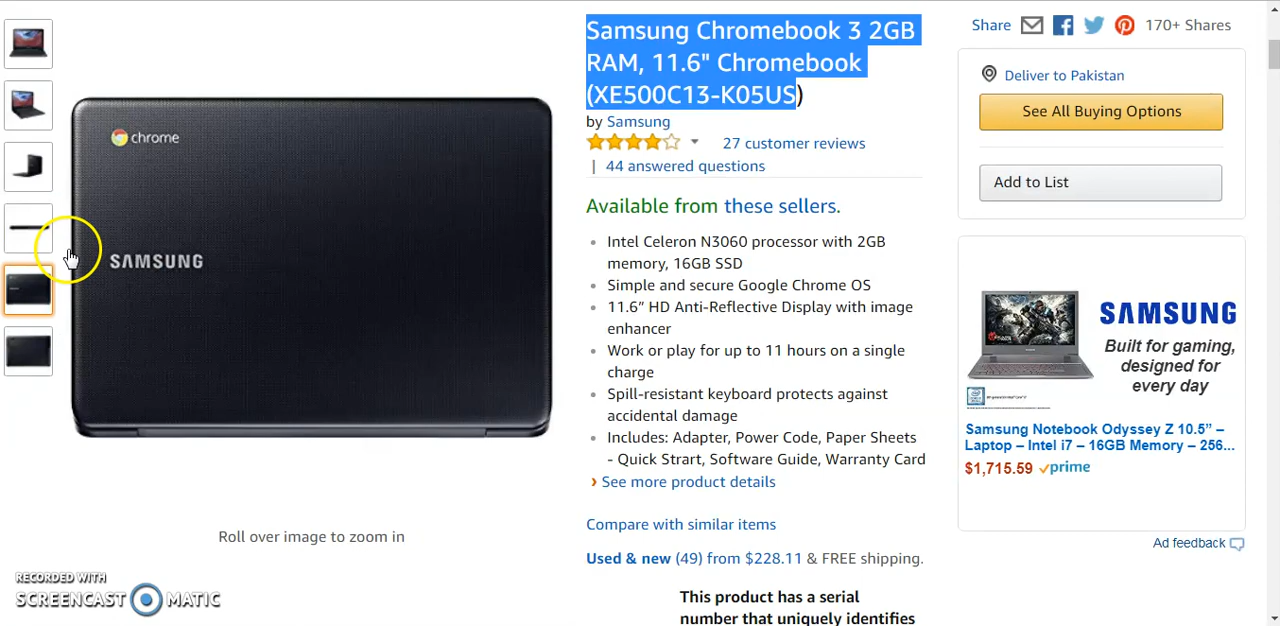 chrome
SAMSUNG
Roll over image to zoom in
RECORDED WITH
SCREENCAST MATIC
Samsung Chromebook 3 2GB
RAM, 11.6" Chromebook
(XE500C13-K05US)
by Samsung
27 customer reviews
| 44 answered questions
Available from these sellers.
Intel Celeron N3060 processor with 2GB
memory, 16GB SSD
Simple and secure Google Chrome OS
11.6” HD Anti-Reflective Display with image
enhancer
Work or play for up to 11 hours on a single
charge
Spill-resistant keyboard protects against
accidental damage
Includes: Adapter, Power Code, Paper Sheets
- Quick Strart, Software Guide, Warranty Card
› See more product details
Compare with similar items
Used & new (49) from $228.11 & FREE shipping.
This product has a serial
number that uniquely identifies
Share 170+ Shares
Deliver to Pakistan
See All Buying Options
Add to List
SAMSUNG
Built for gaming,
designed for
every day
Samsung Notebook Odyssey Z 10.5” –
Laptop – Intel i7 – 16GB Memory – 256...
$1,715.59 prime
Ad feedback